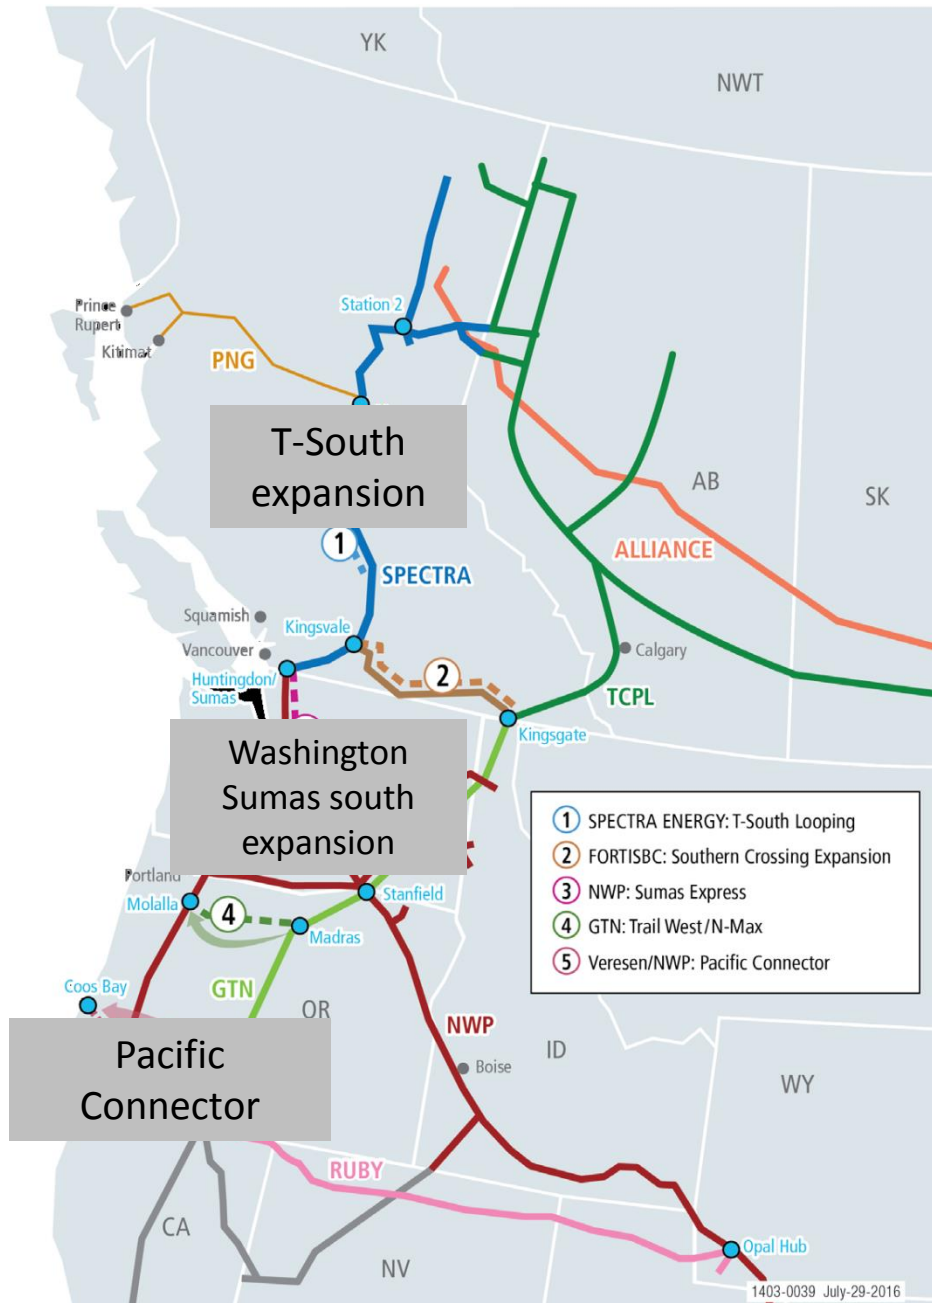 YK
NWT
Station 2
Prince
Rupert
Kitimat
PNG
T-South
expansion
AB
SK
ALLIANCE
1
SPECTRA
Squamish
Kingsvale
Vancouver
Calgary
Huntingdon/
Sumas
2
TCPL
Kingsgate
Washington
Sumas south
expansion
1 SPECTRA ENERGY: T-South Looping
2 FORTISBC: Southern Crossing Expansion
3 NWP: Sumas Express
4 GTN: Trail West/N-Max
5 Veresen/NWP: Pacific Connector
Portland
Molalla
4
Stanfield
Madras
Coos Bay
GTN
OR
NWP
ID
Pacific
Connector
Boise
WY
RUBY
CA
NV
Opal Hub
1403-0039 July-29-2016